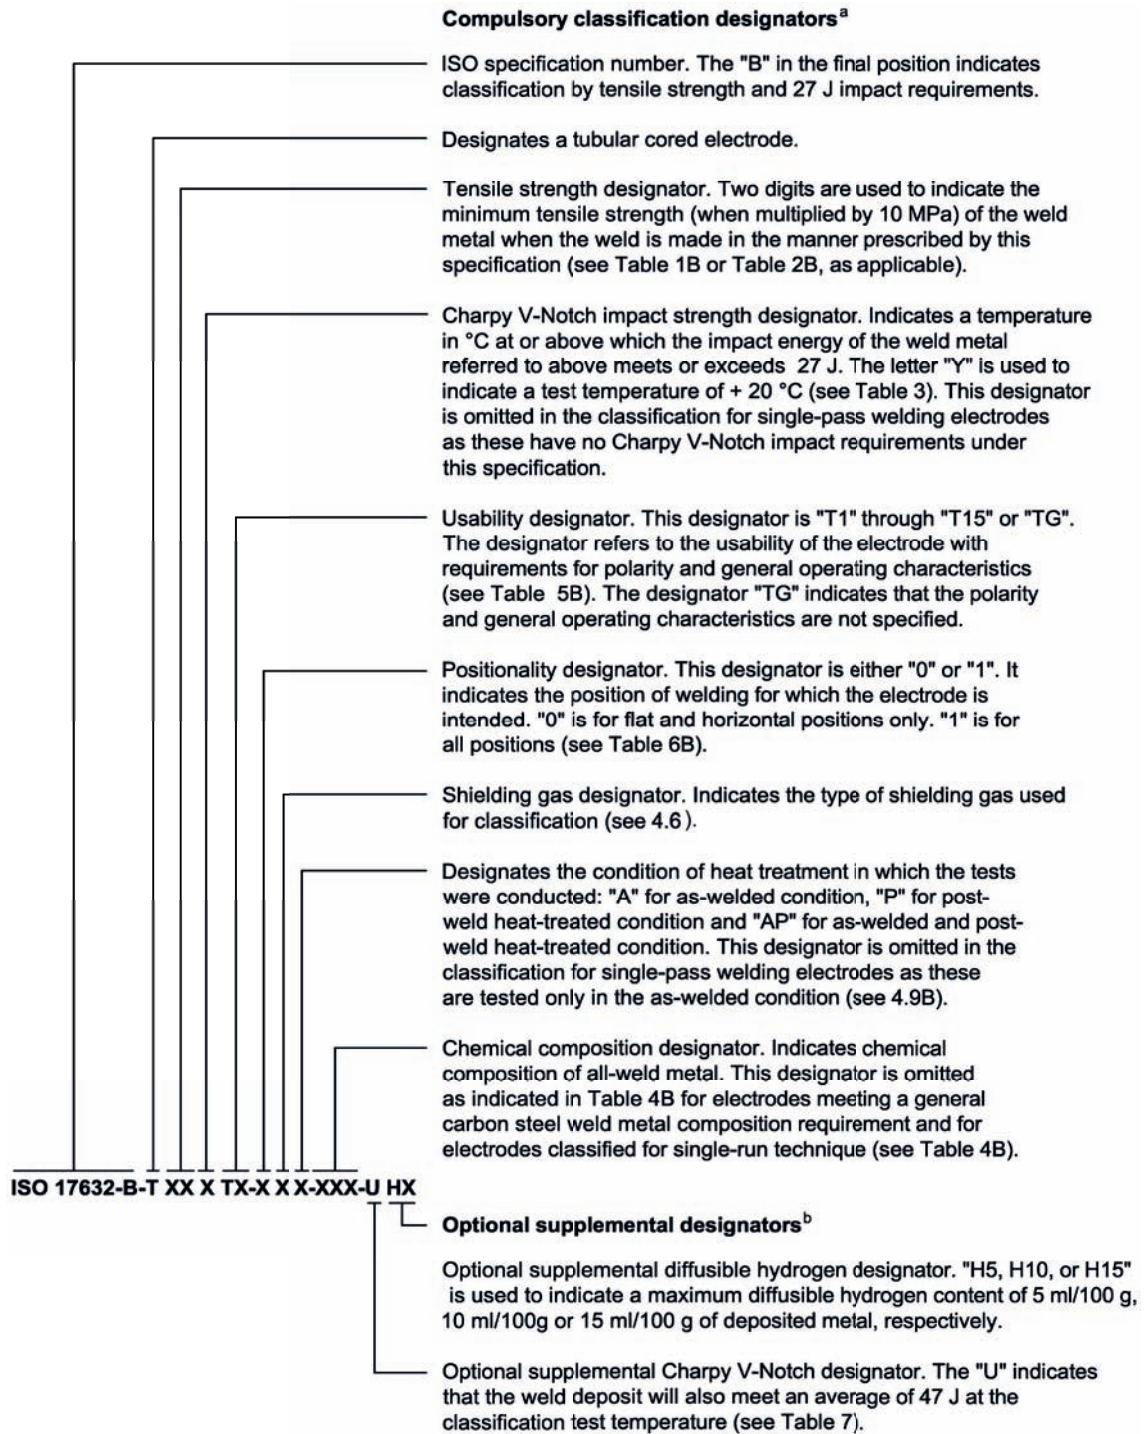 Compulsory classification designatorsᵃ
ISO specification number. The "B" in the final position indicates
classification by tensile strength and 27 J impact requirements.
Designates a tubular cored electrode.
Tensile strength designator. Two digits are used to indicate the
minimum tensile strength (when multiplied by 10 MPa) of the weld
metal when the weld is made in the manner prescribed by this
specification (see Table 1B or Table 2B, as applicable).
Charpy V-Notch impact strength designator. Indicates a temperature
in °C at or above which the impact energy of the weld metal
referred to above meets or exceeds 27 J. The letter "Y" is used to
indicate a test temperature of + 20 °C (see Table 3). This designator
is omitted in the classification for single-pass welding electrodes
as these have no Charpy V-Notch impact requirements under
this specification.
Usability designator. This designator is "T1" through "T15" or "TG".
The designator refers to the usability of the electrode with
requirements for polarity and general operating characteristics
(see Table 5B). The designator "TG" indicates that the polarity
and general operating characteristics are not specified.
Positionality designator. This designator is either "0" or "1". It
indicates the position of welding for which the electrode is
intended. "0" is for flat and horizontal positions only. "1" is for
all positions (see Table 6B).
Shielding gas designator. Indicates the type of shielding gas used
for classification (see 4.6 ).
Designates the condition of heat treatment in which the tests
were conducted: "A" for as-welded condition, "P" for post-
weld heat-treated condition and "AP" for as-welded and post-
weld heat-treated condition. This designator is omitted in the
classification for single-pass welding electrodes as these
are tested only in the as-welded condition (see 4.9B).
Chemical composition designator. Indicates chemical
composition of all-weld metal. This designator is omitted
as indicated in Table 4B for electrodes meeting a general
carbon steel weld metal composition requirement and for
electrodes classified for single-run technique (see Table 4B).
ISO 17632-B-T XX X TX-X X X-XXX-U HX
Optional supplemental designatorsᵇ
Optional supplemental diffusible hydrogen designator. "H5, H10, or H15"
is used to indicate a maximum diffusible hydrogen content of 5 ml/100 g,
10 ml/100g or 15 ml/100 g of deposited metal, respectively.
Optional supplemental Charpy V-Notch designator. The "U" indicates
that the weld deposit will also meet an average of 47 J at the
classification test temperature (see Table 7).